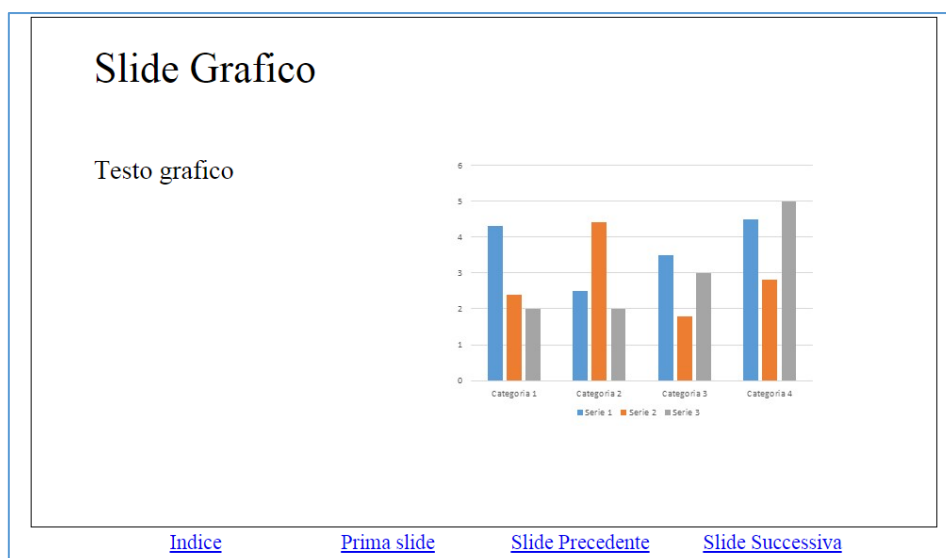 Slide Grafico
Testo grafico
6
5
4
3
2
1
0
Categoria 1 Categoria 2 Categoria 3 Categoria 4
Serie 1 Serie 2 Serie 3
Indice Prima slide Slide Precedente Slide Successiva